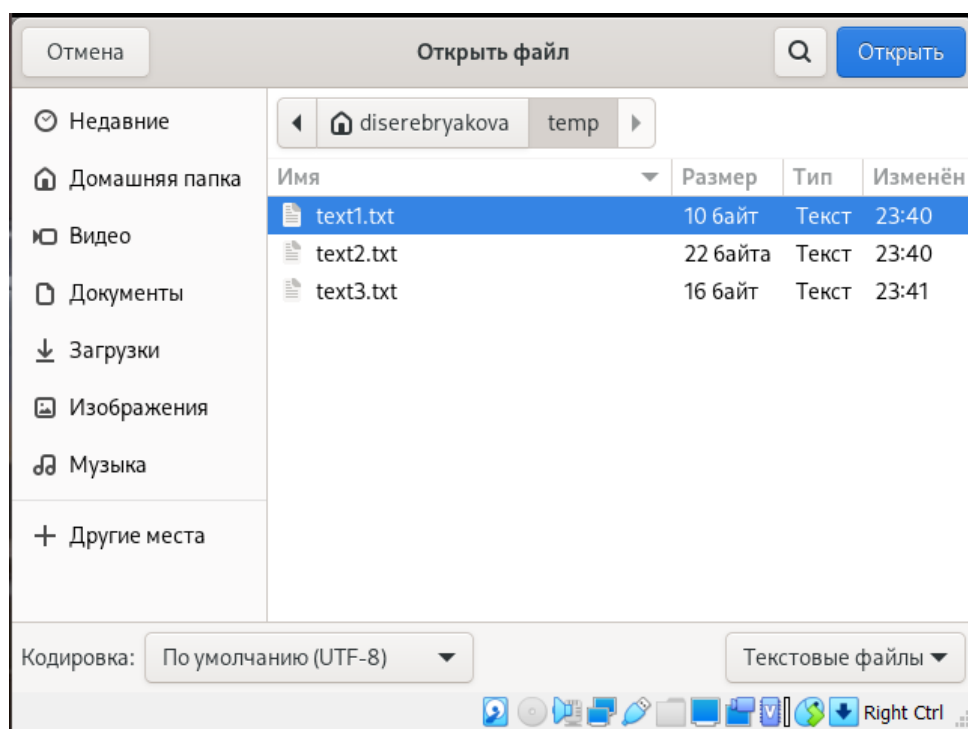 Отмена Открыть файл Открыть
Недавние
Домашняя папка
Видео
Документы
Загрузки
Изображения
Музыка
Другие места
diserebryakova temp
Имя Размер Тип Изменён
text1.txt 10 байт Текст 23:40
text2.txt 22 байта Текст 23:40
text3.txt 16 байт Текст 23:41
Кодировка: По умолчанию (UTF-8) Текстовые файлы
Right Ctrl